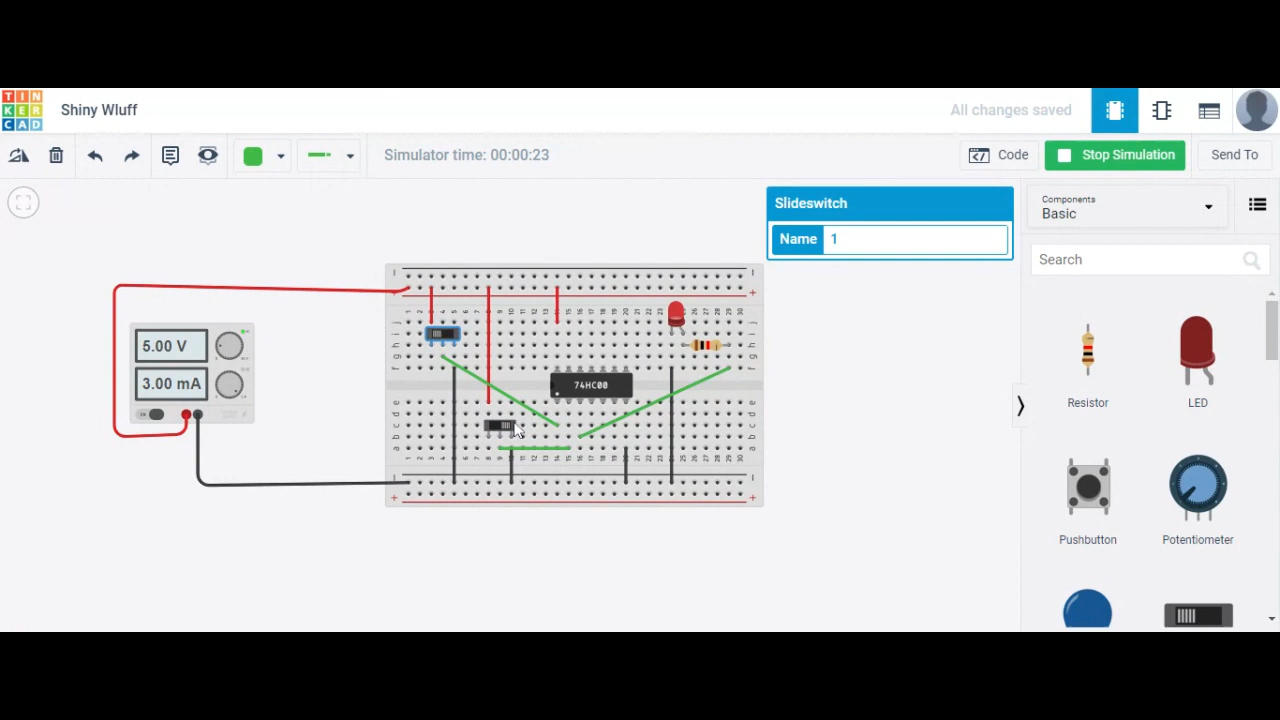 TIN
KER
CAD
Shiny Wluff
All changes saved
Simulator time: 00:00:23
Code
Stop Simulation
Send To
Slideswitch
Name 1
Components
Basic
Search
5.00 V
3.00 mA
74HC00
Resistor
LED
Pushbutton
Potentiometer